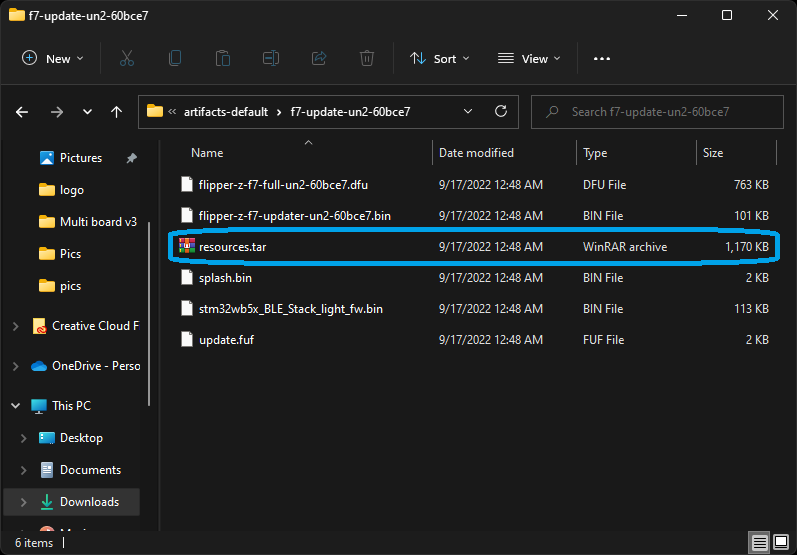 f7-update-un2-60bce7
New Sort View
artifacts-default f7-update-un2-60bce7 Search f7-update-un2-60bce7
Name Date modified Type Size
Pictures
logo
Multi board v3
Pics
pics
Creative Cloud F
OneDrive - Perso
This PC
Desktop
Documents
Downloads
flipper-z-f7-full-un2-60bce7.dfu 9/17/2022 12:48 AM DFU File 763 KB
flipper-z-f7-updater-un2-60bce7.bin 9/17/2022 12:48 AM BIN File 101 KB
resources.tar 9/17/2022 12:48 AM WinRAR archive 1,170 KB
splash.bin 9/17/2022 12:48 AM BIN File 2 KB
stm32wb5x_BLE_Stack_light_fw.bin 9/17/2022 12:48 AM BIN File 113 KB
update.fuf 9/17/2022 12:48 AM FUF File 2 KB
6 items